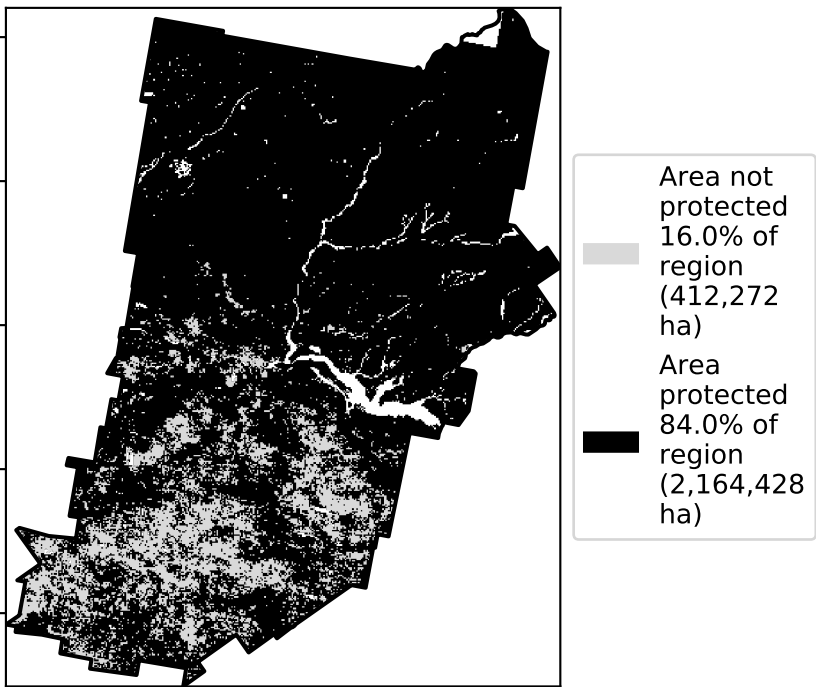 Area not
protected
16.0% of
region
(412,272
ha)
Area
protected
84.0% of
region
(2,164,428
ha)